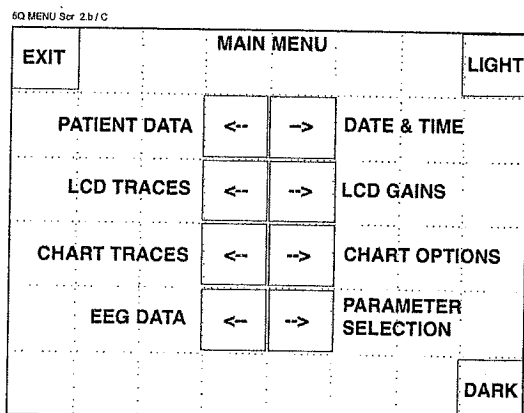 5Q MENU Scr 2.b / C
EXIT
MAIN MENU
LIGHT
PATIENT DATA <-- --> DATE & TIME
LCD TRACES <-- --> LCD GAINS
CHART TRACES <-- --> CHART OPTIONS
EEG DATA <-- --> PARAMETER
SELECTION
DARK